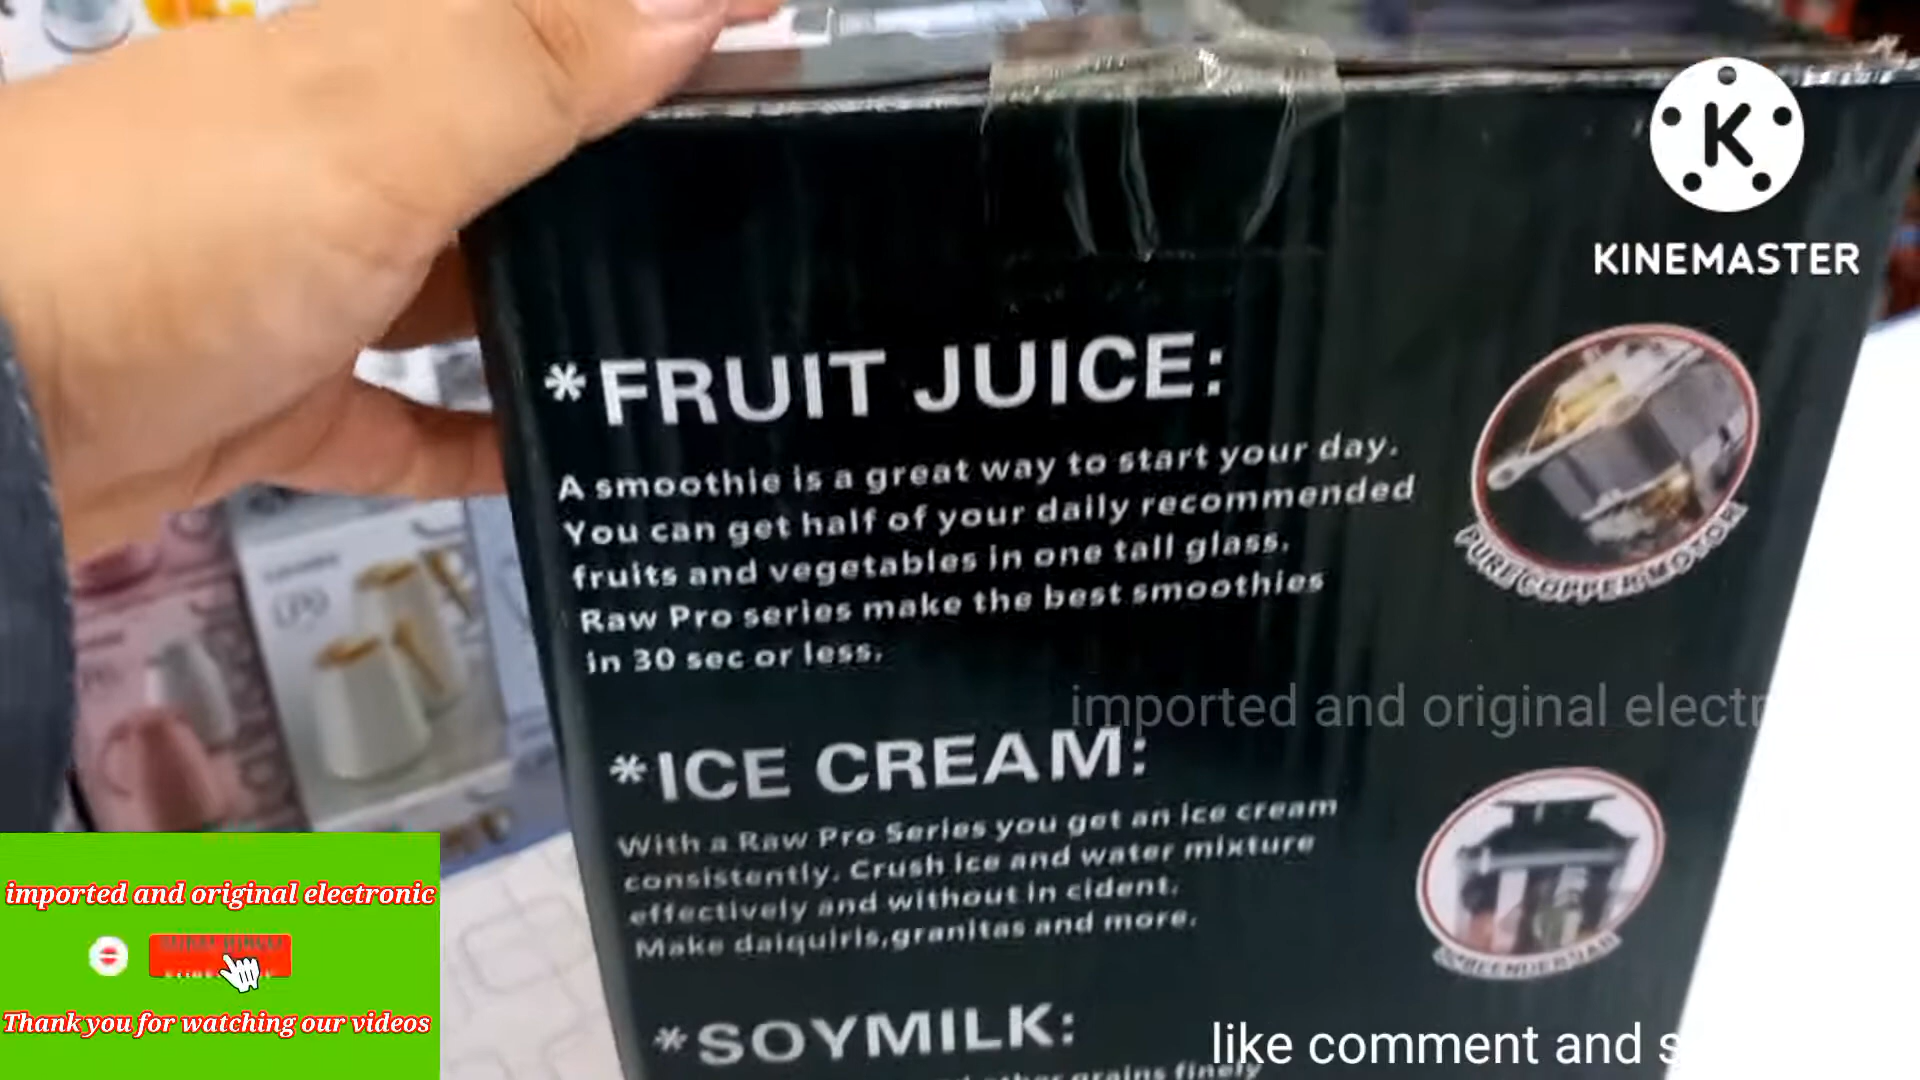 K
KINEMASTER
*FRUIT JUICE:
A smoothie is a great way to start your day.
You can get half of your daily recommended
fruits and vegetables in one tall glass.
Raw Pro series make the best smoothies
in 30 sec or less.
PURE COPPER MOTOR
imported and original electr
*ICE CREAM:
With a Raw Pro Series you get an ice cream
consistently. Crush ice and water mixture
effectively and without in cident.
Make daiquiris,granitas and more.
*SOYMILK:
other grains finely
imported and original electronic
Thank you for watching our videos
like comment and s